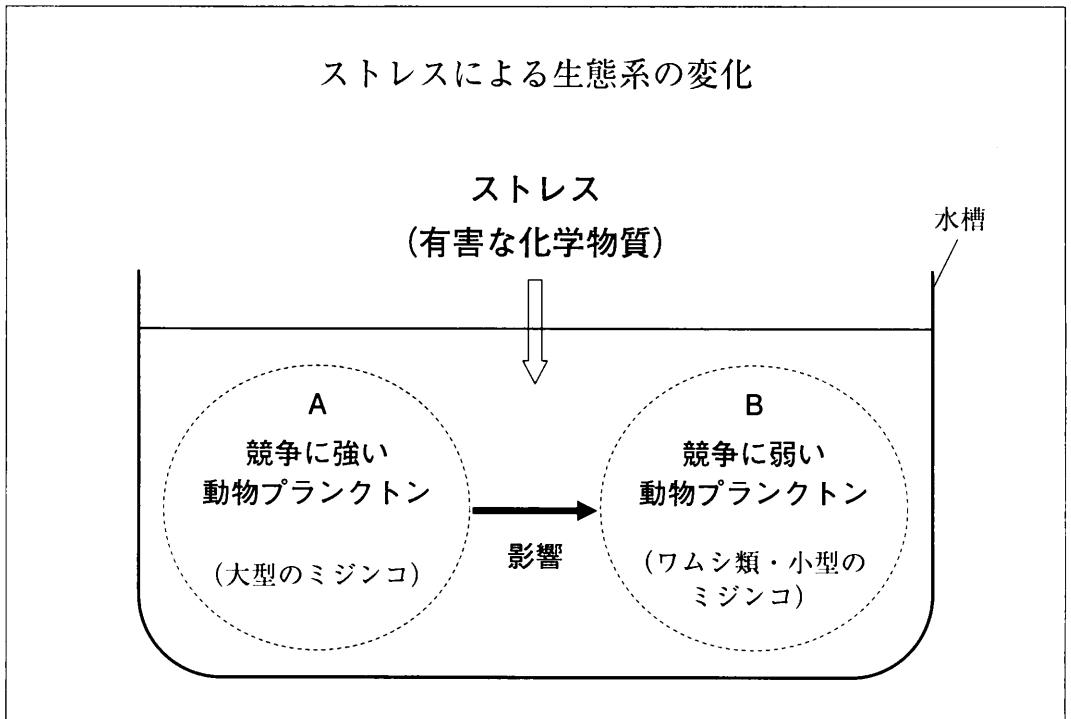 ストレスによる生態系の変化
ストレス
(有害な化学物質)
水槽
A
競争に強い
動物プランクトン
(大型のミジンコ)
影響
B
競争に弱い
動物プランクトン
(ワムシ類・小型の
ミジンコ)